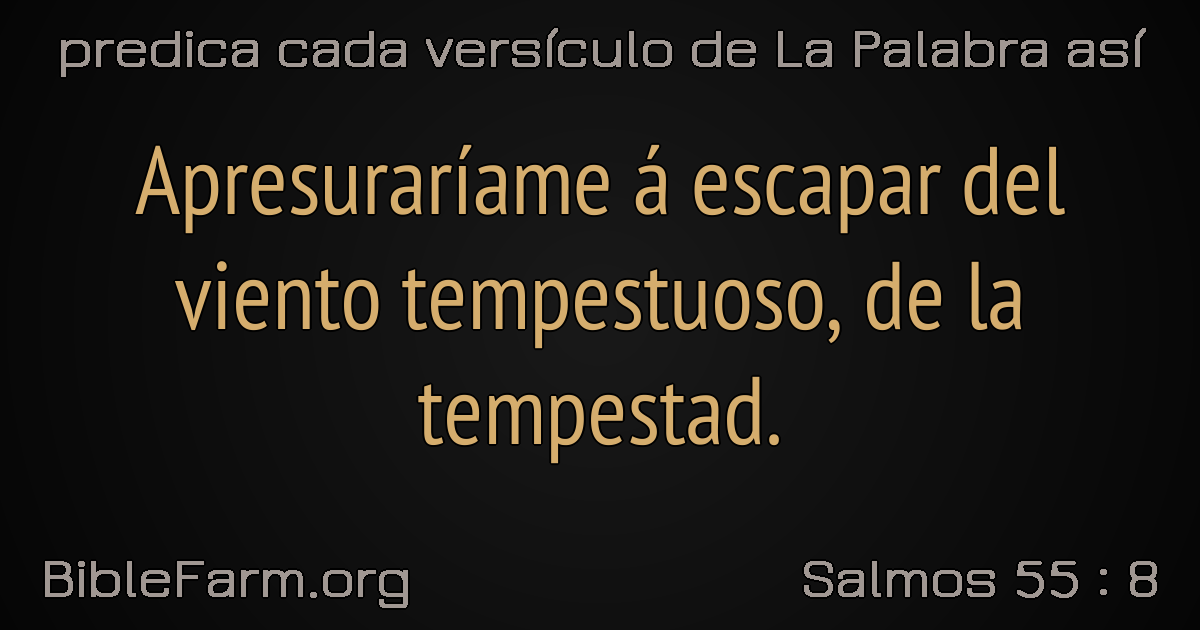 predica cada versículo de La Palabra así
Apresuraríame á escapar del
viento tempestuoso, de la
tempestad.
BibleFarm.org
Salmos 55 : 8